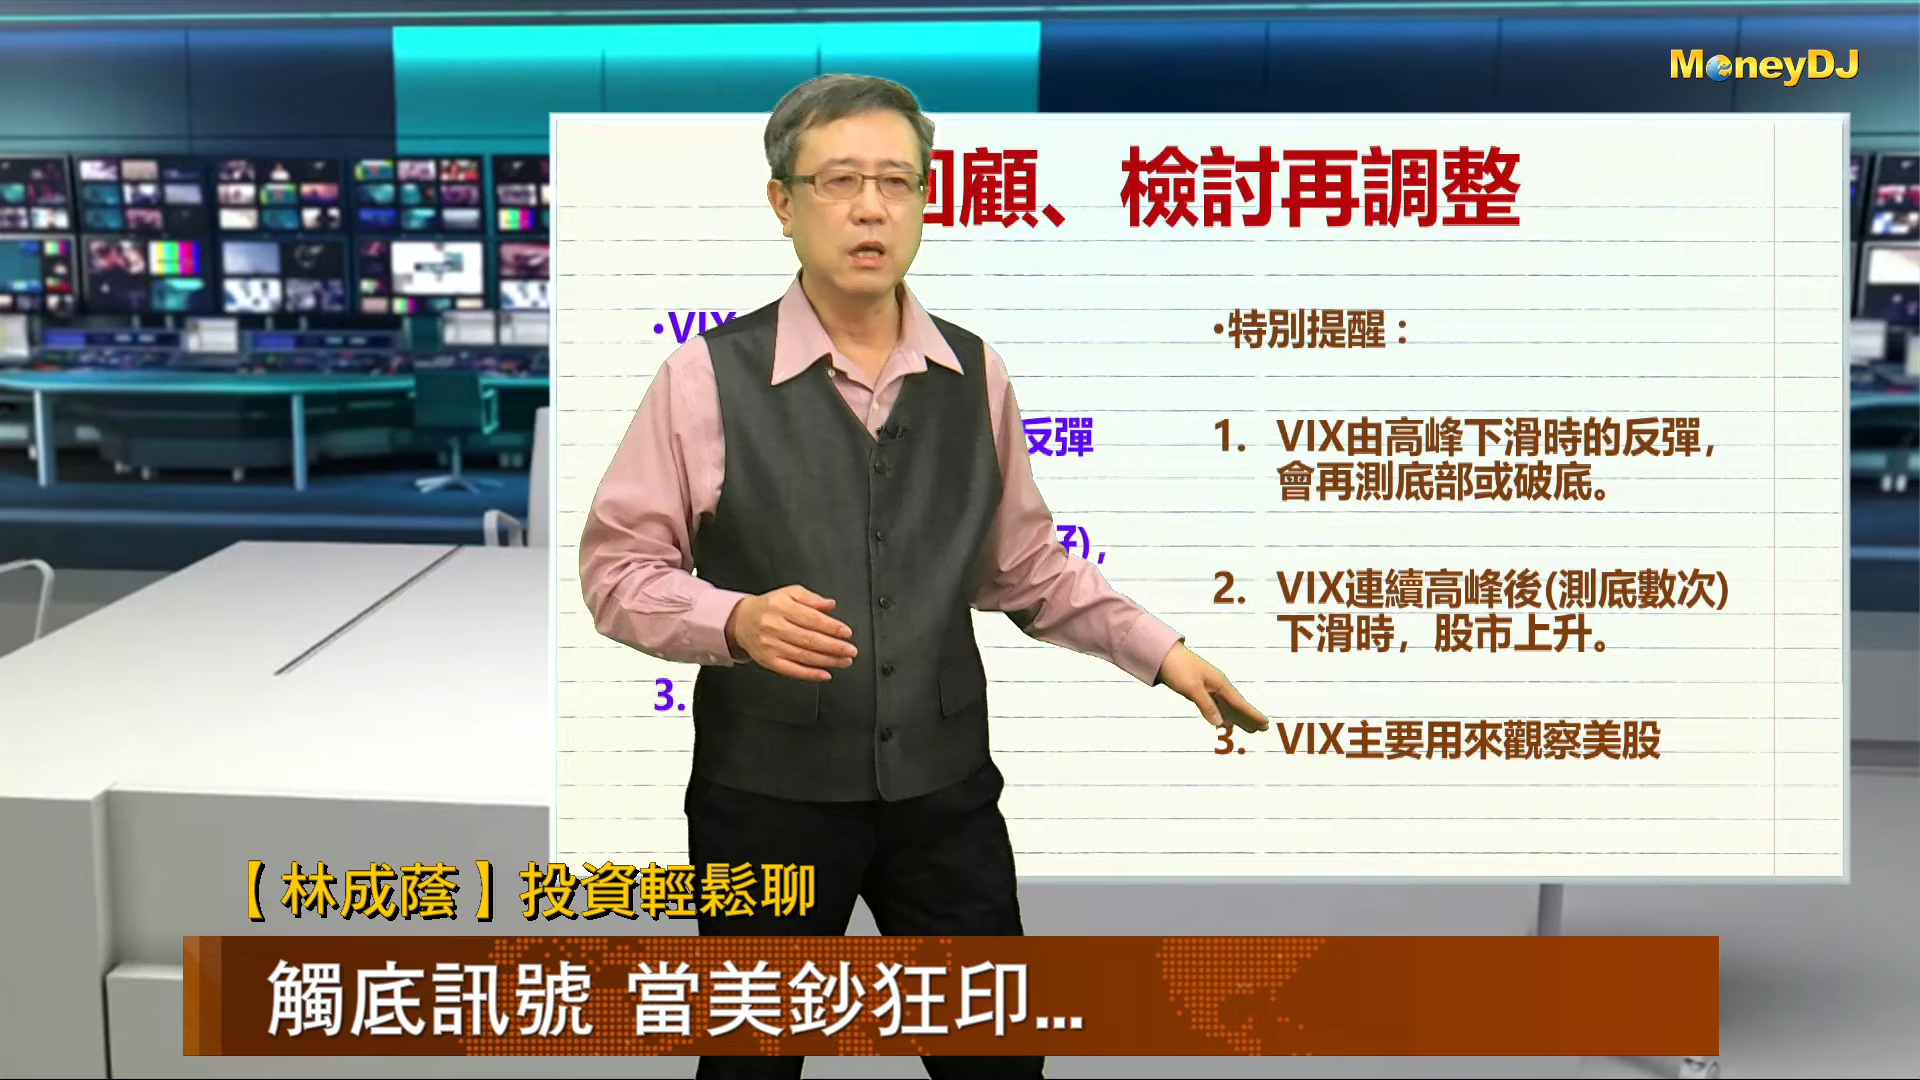 MoneyDJ
回顧、檢討再調整
•VIX
反彈
好),
3.
•特別提醒：
1. VIX由高峰下滑時的反彈,
會再測底部或破底。
2. VIX連續高峰後(測底數次)
下滑時，股市上升。
3. VIX主要用來觀察美股
【林成蔭】投資輕鬆聊
觸底訊號 當美鈔狂印...